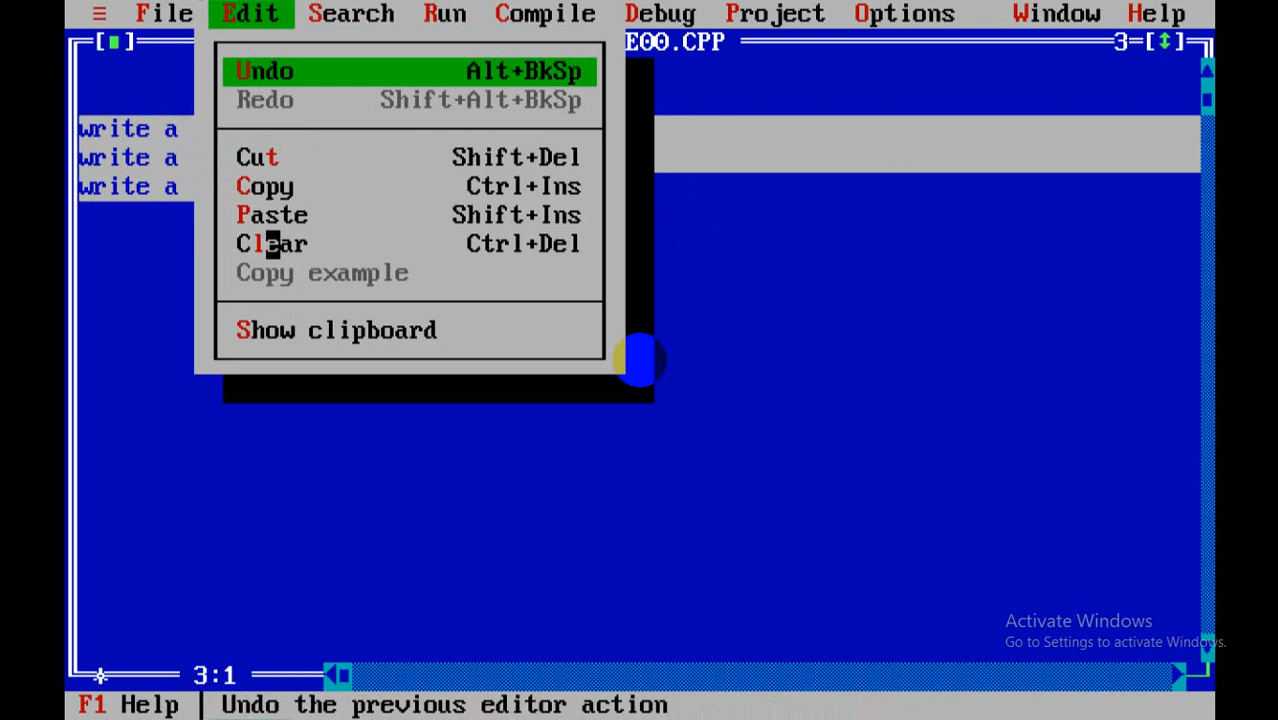 ≡ File Edit Search Run Compile Debug Project Options Window Help
E00.CPP 3
Undo Alt+BkSp
Redo Shift+Alt+BkSp
write a
Cut Shift+Del
write a
Copy Ctrl+Ins
write a
Paste Shift+Ins
Clear Ctrl+Del
Copy example
Show clipboard
Activate Windows
Go to Settings to activate Windows.
3:1
F1 Help Undo the previous editor action